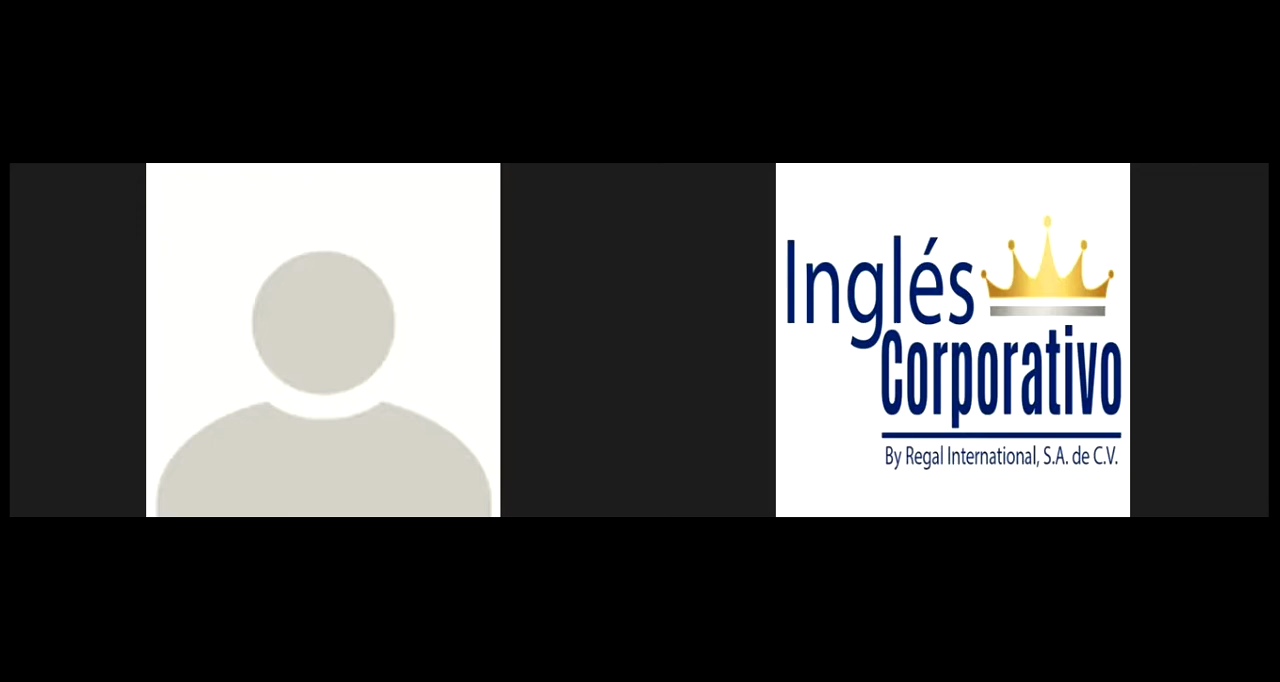 Inglés
Corporativo
By Regal International, S.A. de C.V.